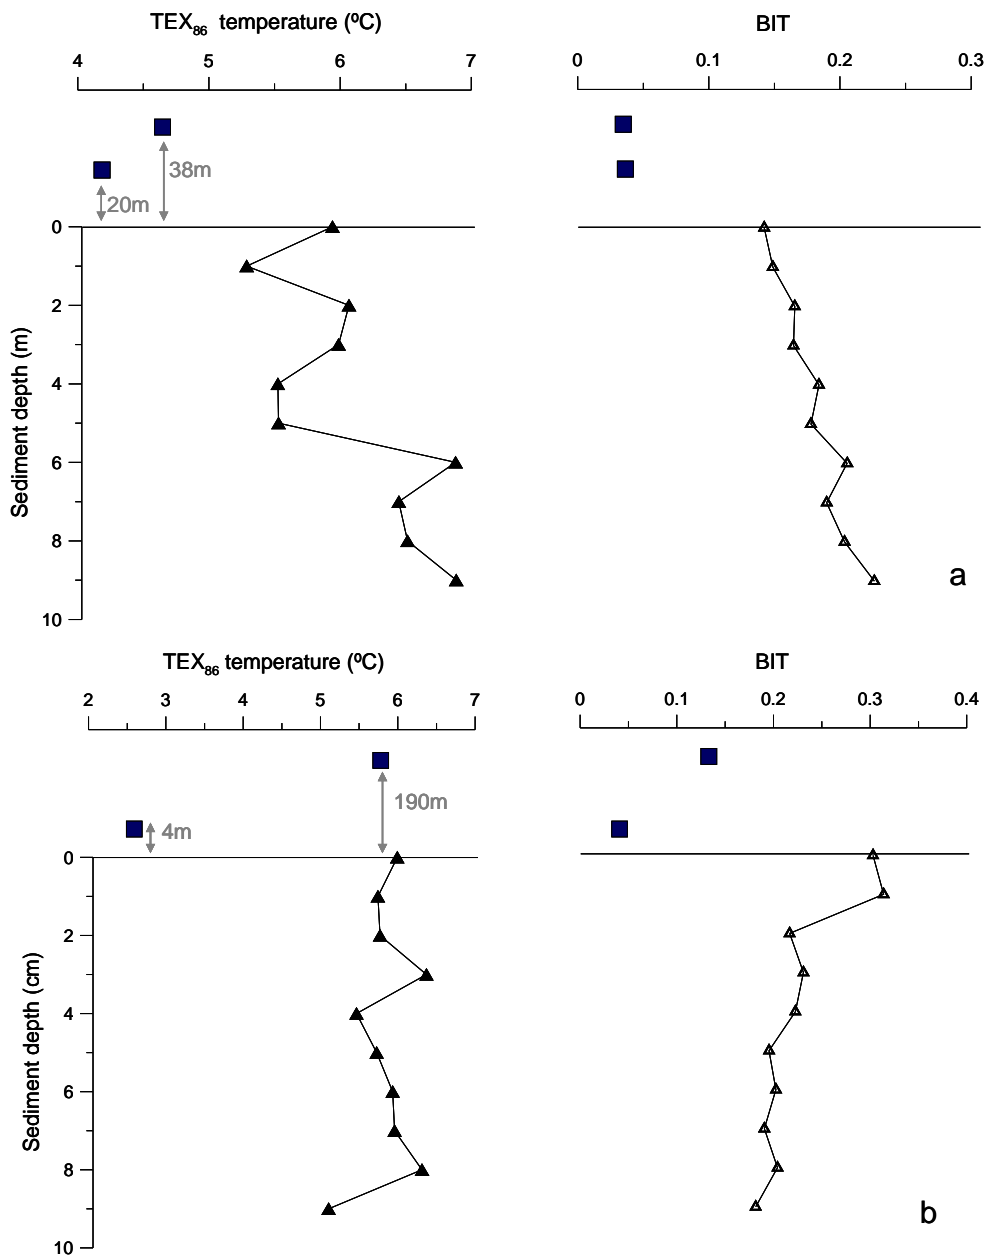 TEX86 temperature (ºC)
BIT
4 5 6 7
0 0.1 0.2 0.3
38m
20m
0
2
4
6
8
10
Sediment depth (m)
a
TEX86 temperature (ºC)
BIT
2 3 4 5 6 7
0 0.1 0.2 0.3 0.4
190m
4m
0
2
4
6
8
10
Sediment depth (cm)
b